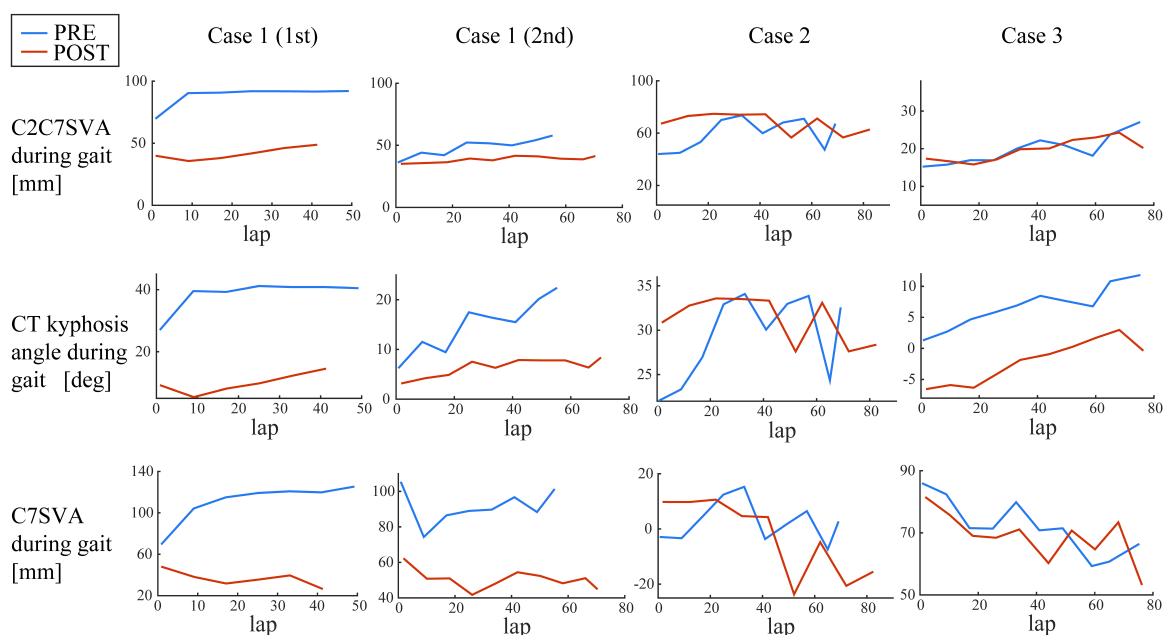 PRE
POST
Case 1 (1st)
Case 1 (2nd)
Case 2
Case 3
C2C7SVA
during gait
[mm]
100
50
0
0 10 20 30 40 50
lap
100
50
0
0 20 40 60 80
lap
100
60
20
0 20 40 60 80
lap
30
20
10
0 20 40 60 80
lap
CT kyphosis
angle during
gait [deg]
40
20
0 10 20 30 40 50
lap
20
10
0
0 20 40 60 80
lap
35
30
25
0 20 40 60 80
lap
10
5
0
-5
0 20 40 60 80
lap
C7SVA
during gait
[mm]
140
100
60
20
0 10 20 30 40 50
lap
100
80
60
40
0 20 40 60 80
lap
20
0
-20
0 20 40 60 80
lap
90
70
50
0 20 40 60 80
lap